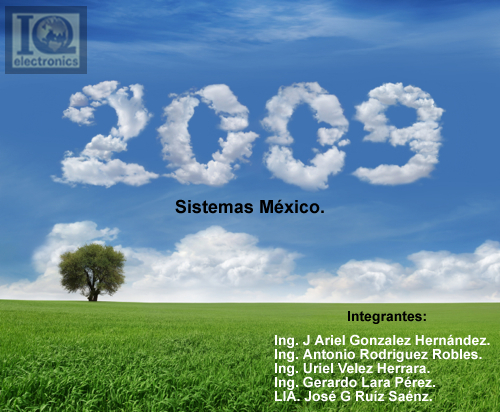 IQ
electronics
2009
Sistemas México.
Integrantes:
Ing. J Ariel Gonzalez Hernández.
Ing. Antonio Rodriguez Robles.
Ing. Uriel Velez Herrara.
Ing. Gerardo Lara Pérez.
LIA. José G Ruíz Saénz.